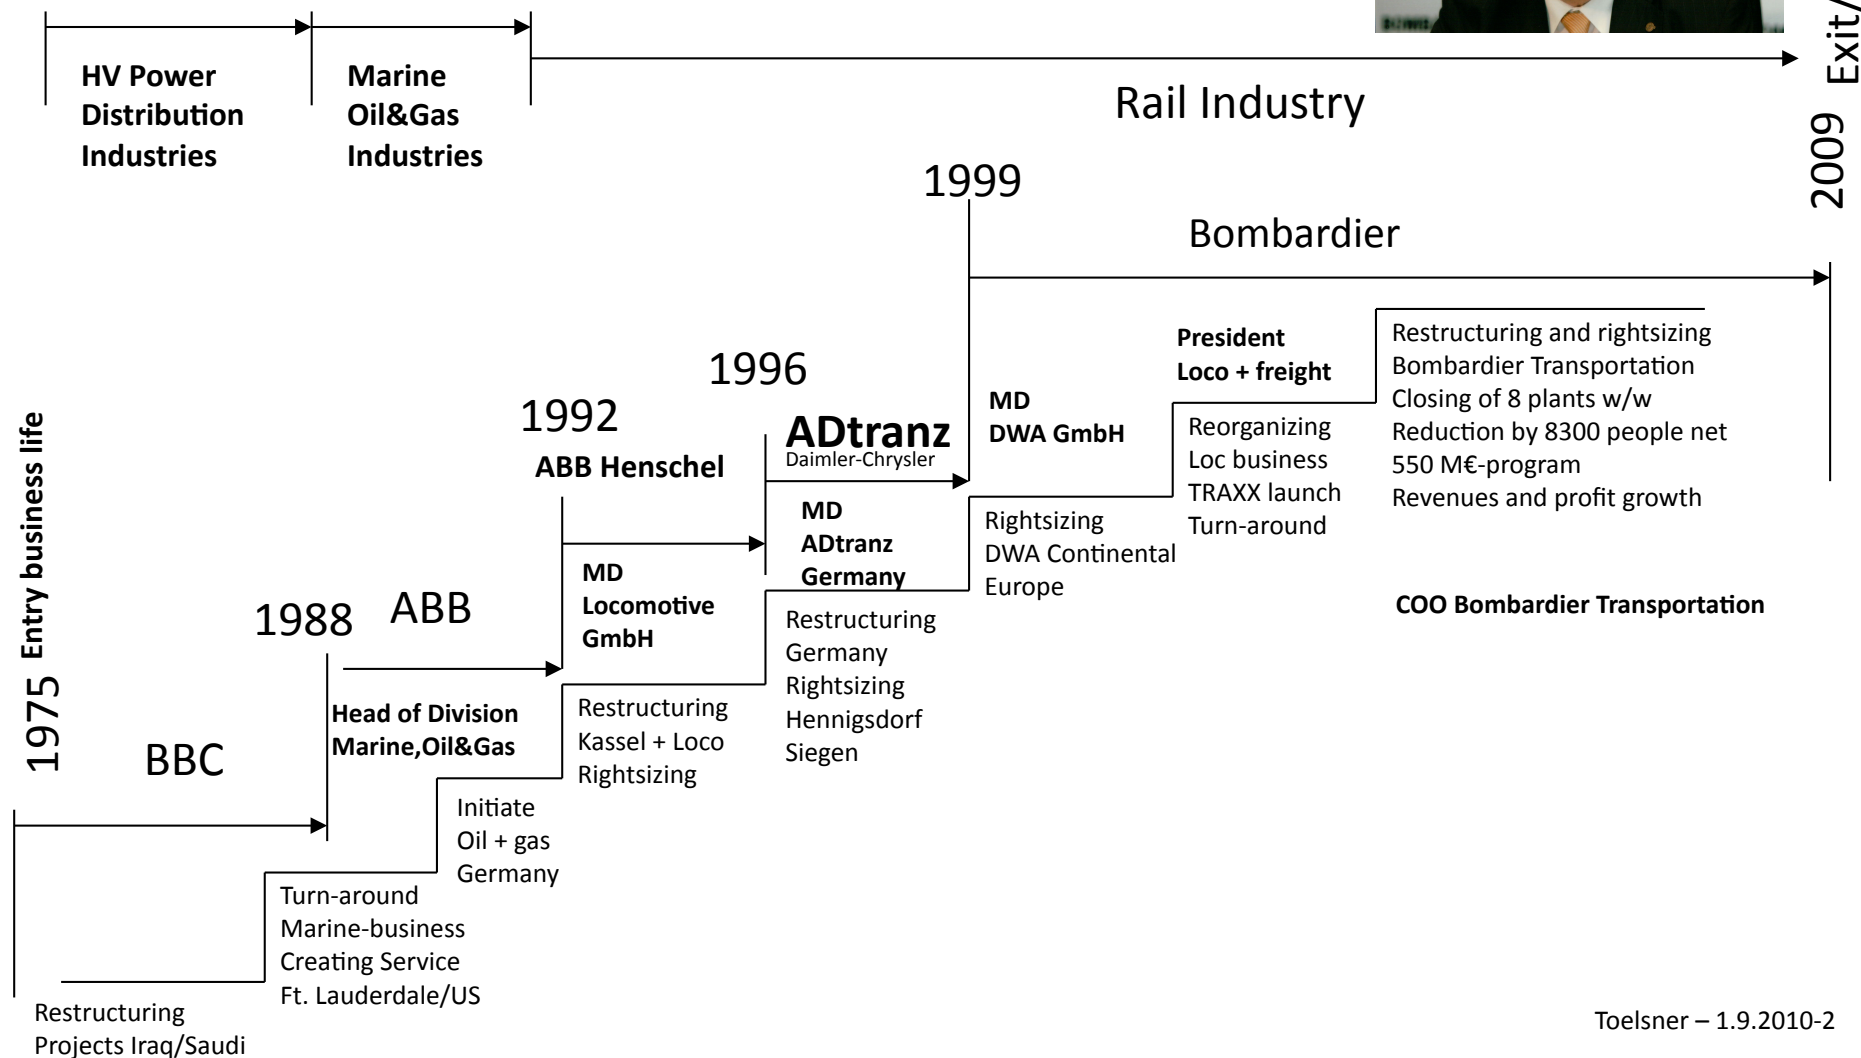 HV Power
Distribution
Industries
Marine
Oil&Gas
Industries
Rail Industry
2009 Exit/
1999
Bombardier
President
Loco + freight
Restructuring and rightsizing
Bombardier Transportation
Closing of 8 plants w/w
Reduction by 8300 people net
550 M€-program
Revenues and profit growth
COO Bombardier Transportation
1996
ADtranz
Daimler-Chrysler
MD
DWA GmbH
Reorganizing
Loc business
TRAXX launch
Turn-around
1992
ABB Henschel
MD
ADtranz
Germany
Rightsizing
DWA Continental
Europe
1975 Entry business life
1988
ABB
MD
Locomotive
GmbH
Restructuring
Germany
Rightsizing
Hennigsdorf
Siegen
BBC
Head of Division
Marine,Oil&Gas
Restructuring
Kassel + Loco
Rightsizing
Initiate
Oil + gas
Germany
Turn-around
Marine-business
Creating Service
Ft. Lauderdale/US
Restructuring
Projects Iraq/Saudi
Toelsner – 1.9.2010-2